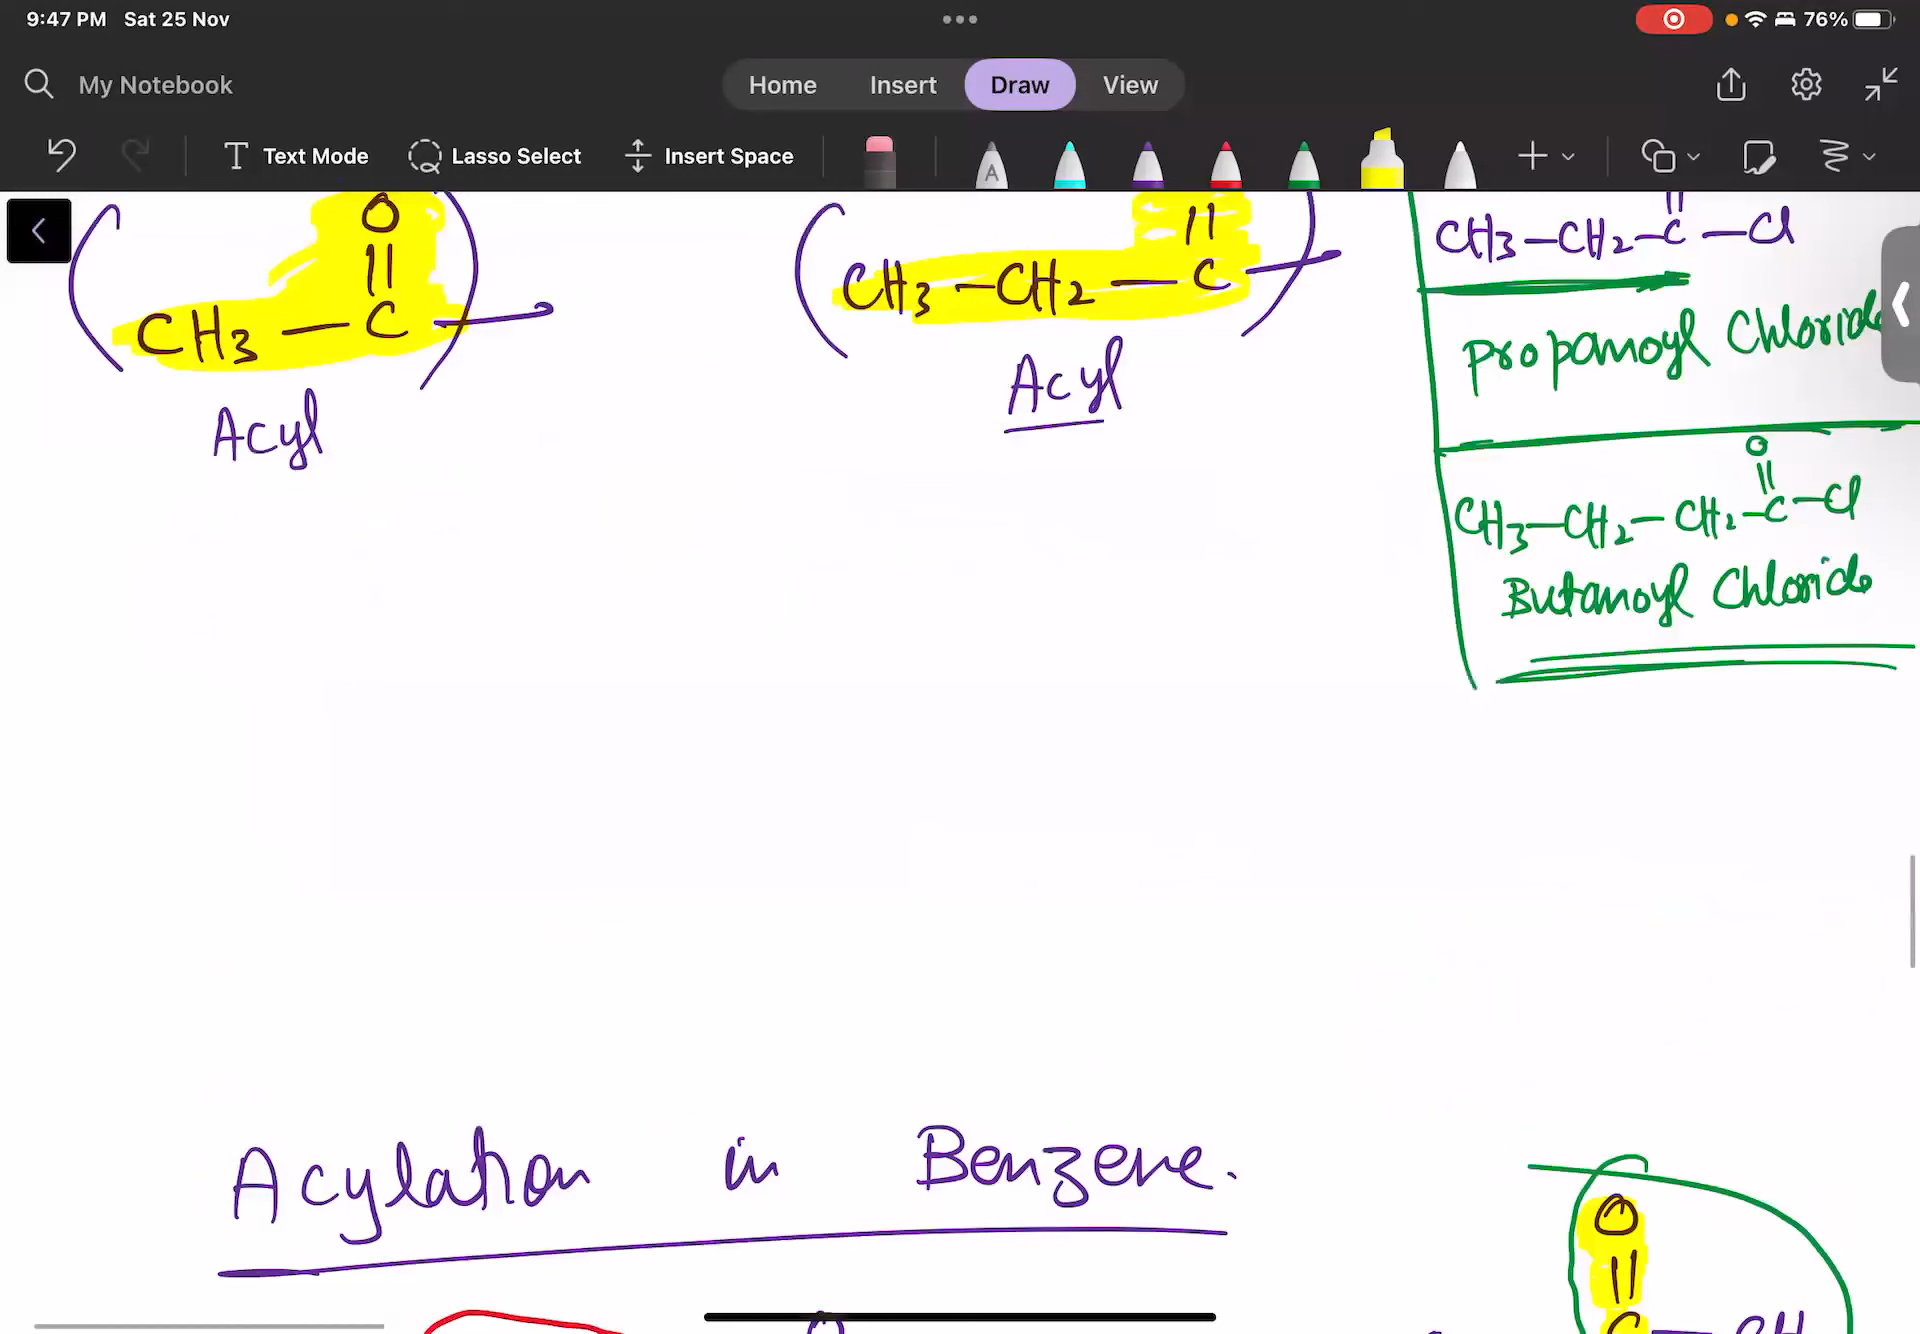 9:47 PM Sat 25 Nov
76%
My Notebook
Home Insert Draw View
Text Mode Lasso Select Insert Space
A
O
||
CH3 — C
Acyl
||
CH3 — CH2 — C
Acyl
||
CH3—CH2—C—Cl
Propanoyl Chloride
O
||
CH3—CH2—CH2—C—Cl
Butanoyl Chloride
Acylation in Benzene.
O
||
C — CH